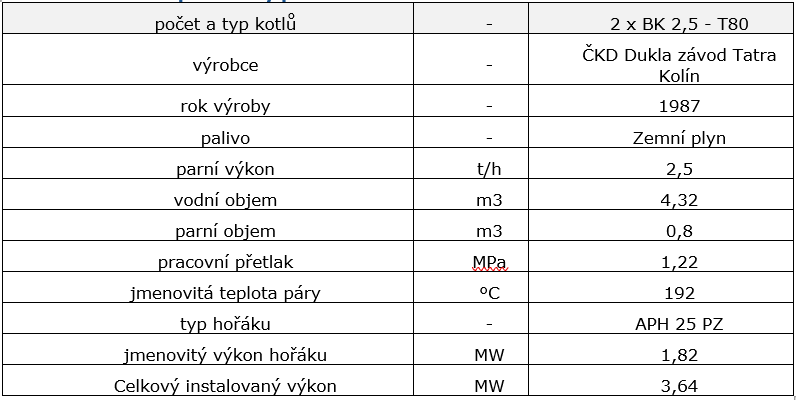 počet a typ kotlů - 2 x BK 2,5 - T80
výrobce - ČKD Dukla závod Tatra
Kolín
rok výroby - 1987
palivo - Zemní plyn
parní výkon t/h 2,5
vodní objem m3 4,32
parní objem m3 0,8
pracovní přetlak MPa 1,22
jmenovitá teplota páry ºC 192
typ hořáku - APH 25 PZ
jmenovitý výkon hořáku MW 1,82
Celkový instalovaný výkon MW 3,64